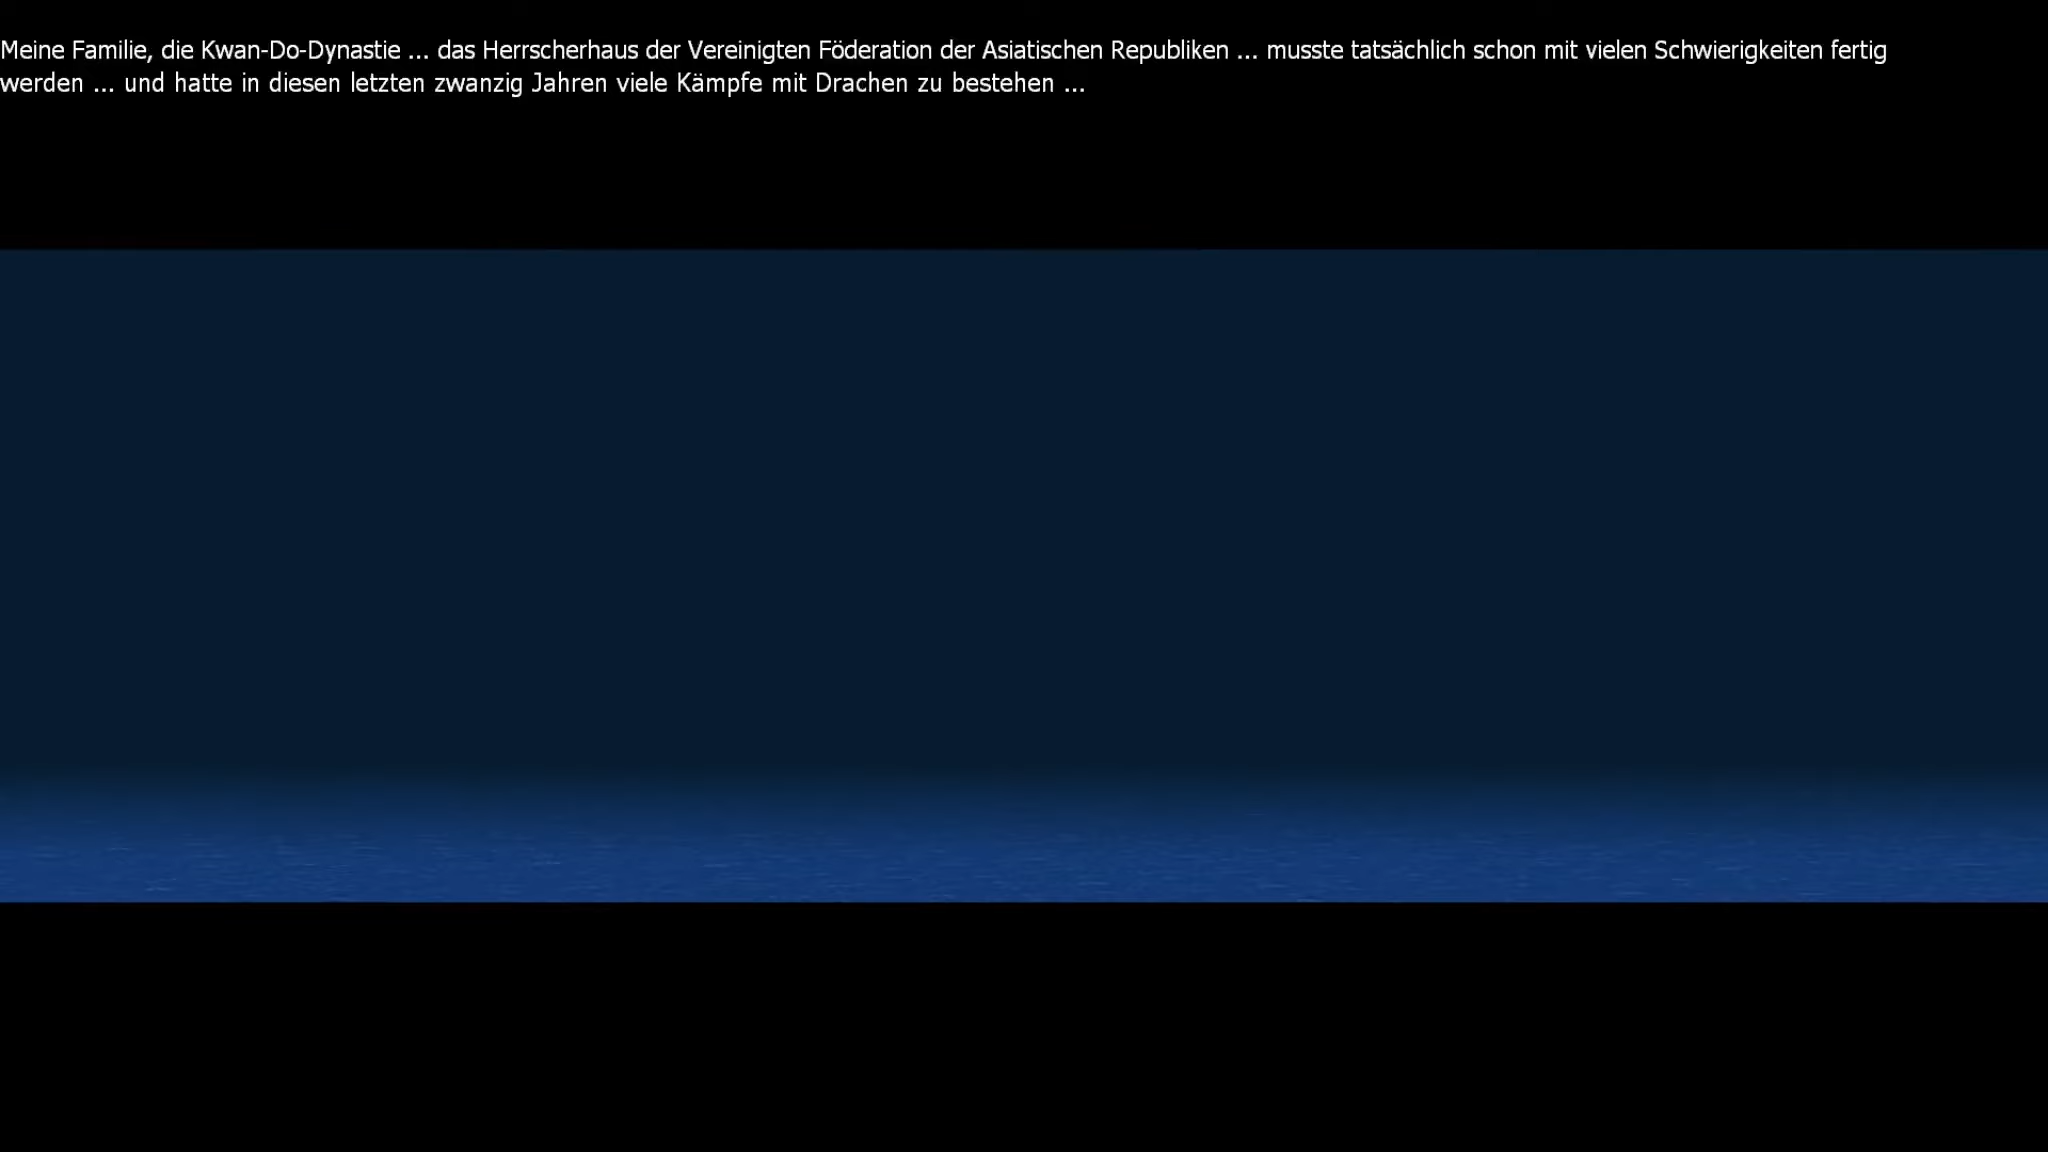 Meine Familie, die Kwan-Do-Dynastie ... das Herrscherhaus der Vereinigten Föderation der Asiatischen Republiken ... musste tatsächlich schon mit vielen Schwierigkeiten fertig
werden ... und hatte in diesen letzten zwanzig Jahren viele Kämpfe mit Drachen zu bestehen ...